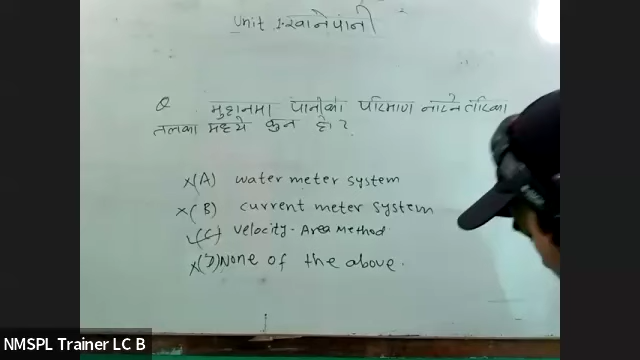 Unit 1:खानेपानी
Q मुहानमा पानीको परिमाण नाप्ने तरिका
तलका मध्ये कुन हो ?
×(A) water meter system
×(B) current meter system
✓(C) Velocity - Area Method
×(D) None of the above.
NMSPL Trainer LC B